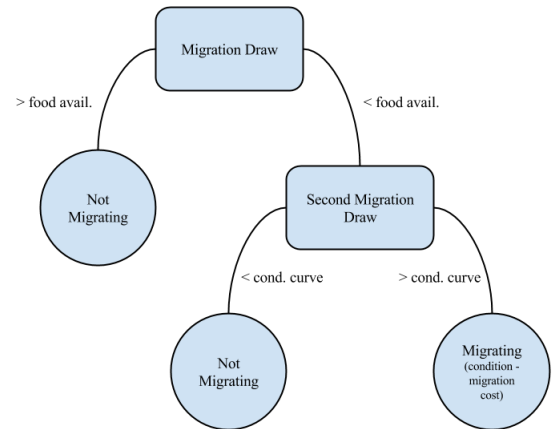 Migration Draw
> food avail.
< food avail.
Not
Migrating
Second Migration
Draw
< cond. curve
> cond. curve
Not
Migrating
Migrating
(condition -
migration
cost)